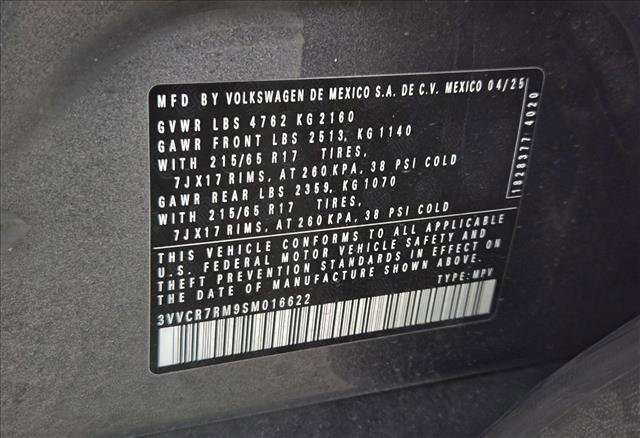 MFD BY VOLKSWAGEN DE MEXICO S.A. DE C.V. MEXICO 04/25
GVWR LBS 4762 KG 2160
GAWR FRONT LBS 2513, KG 1140
WITH 215/65 R17 TIRES,
7JX17 RIMS, AT 260 KPA, 38 PSI COLD
GAWR REAR LBS 2359, KG 1070
WITH 215/65 R17 TIRES,
7JX17 RIMS, AT 260 KPA, 38 PSI COLD
THIS VEHICLE CONFORMS TO ALL APPLICABLE
U.S. FEDERAL MOTOR VEHICLE SAFETY AND
THEFT PREVENTION STANDARDS IN EFFECT ON
THE DATE OF MANUFACTURE SHOWN ABOVE.
TYPE: MPV
3VVCR7RM9SM016622
1828377 4020